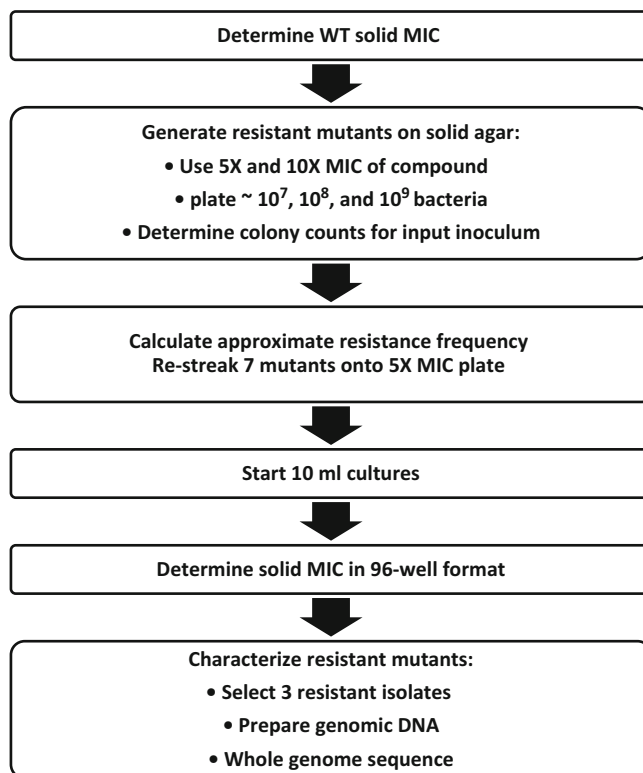 Determine WT solid MIC
Generate resistant mutants on solid agar:
• Use 5X and 10X MIC of compound
• plate ~ 10⁷, 10⁸, and 10⁹ bacteria
• Determine colony counts for input inoculum
Calculate approximate resistance frequency
Re-streak 7 mutants onto 5X MIC plate
Start 10 ml cultures
Determine solid MIC in 96-well format
Characterize resistant mutants:
• Select 3 resistant isolates
• Prepare genomic DNA
• Whole genome sequence